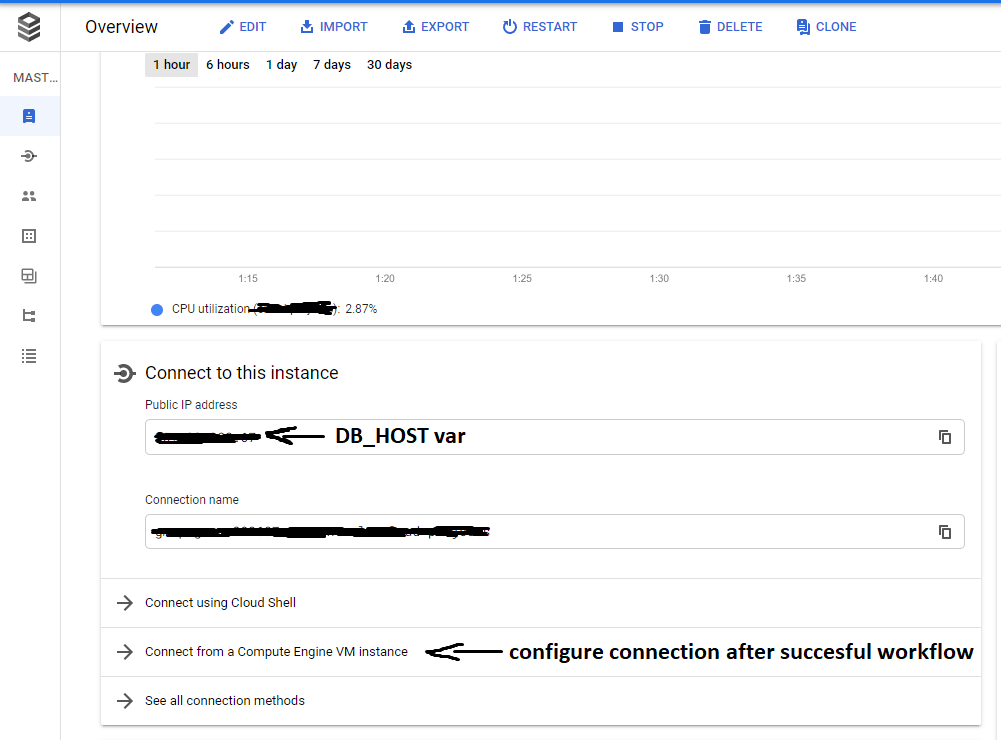 Overview EDIT IMPORT EXPORT RESTART STOP DELETE CLONE
MAST...
1 hour 6 hours 1 day 7 days 30 days
1:15 1:20 1:25 1:30 1:35 1:40
CPU utilization ( ): 2.87%
Connect to this instance
Public IP address
DB_HOST var
Connection name
Connect using Cloud Shell
Connect from a Compute Engine VM instance configure connection after succesful workflow
See all connection methods